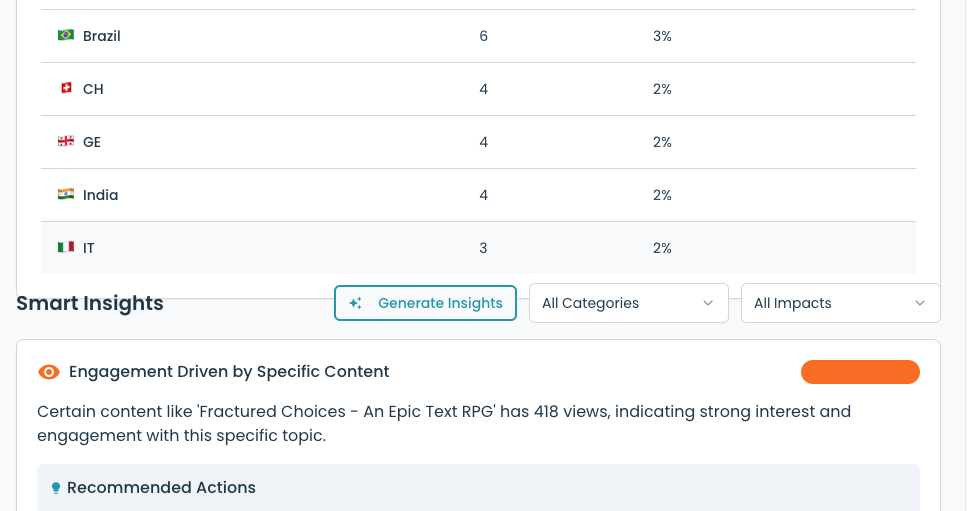 Brazil 6 3%
CH 4 2%
GE 4 2%
India 4 2%
IT 3 2%
Smart Insights Generate Insights All Categories All Impacts
Engagement Driven by Specific Content
Certain content like 'Fractured Choices - An Epic Text RPG' has 418 views, indicating strong interest and
engagement with this specific topic.
Recommended Actions